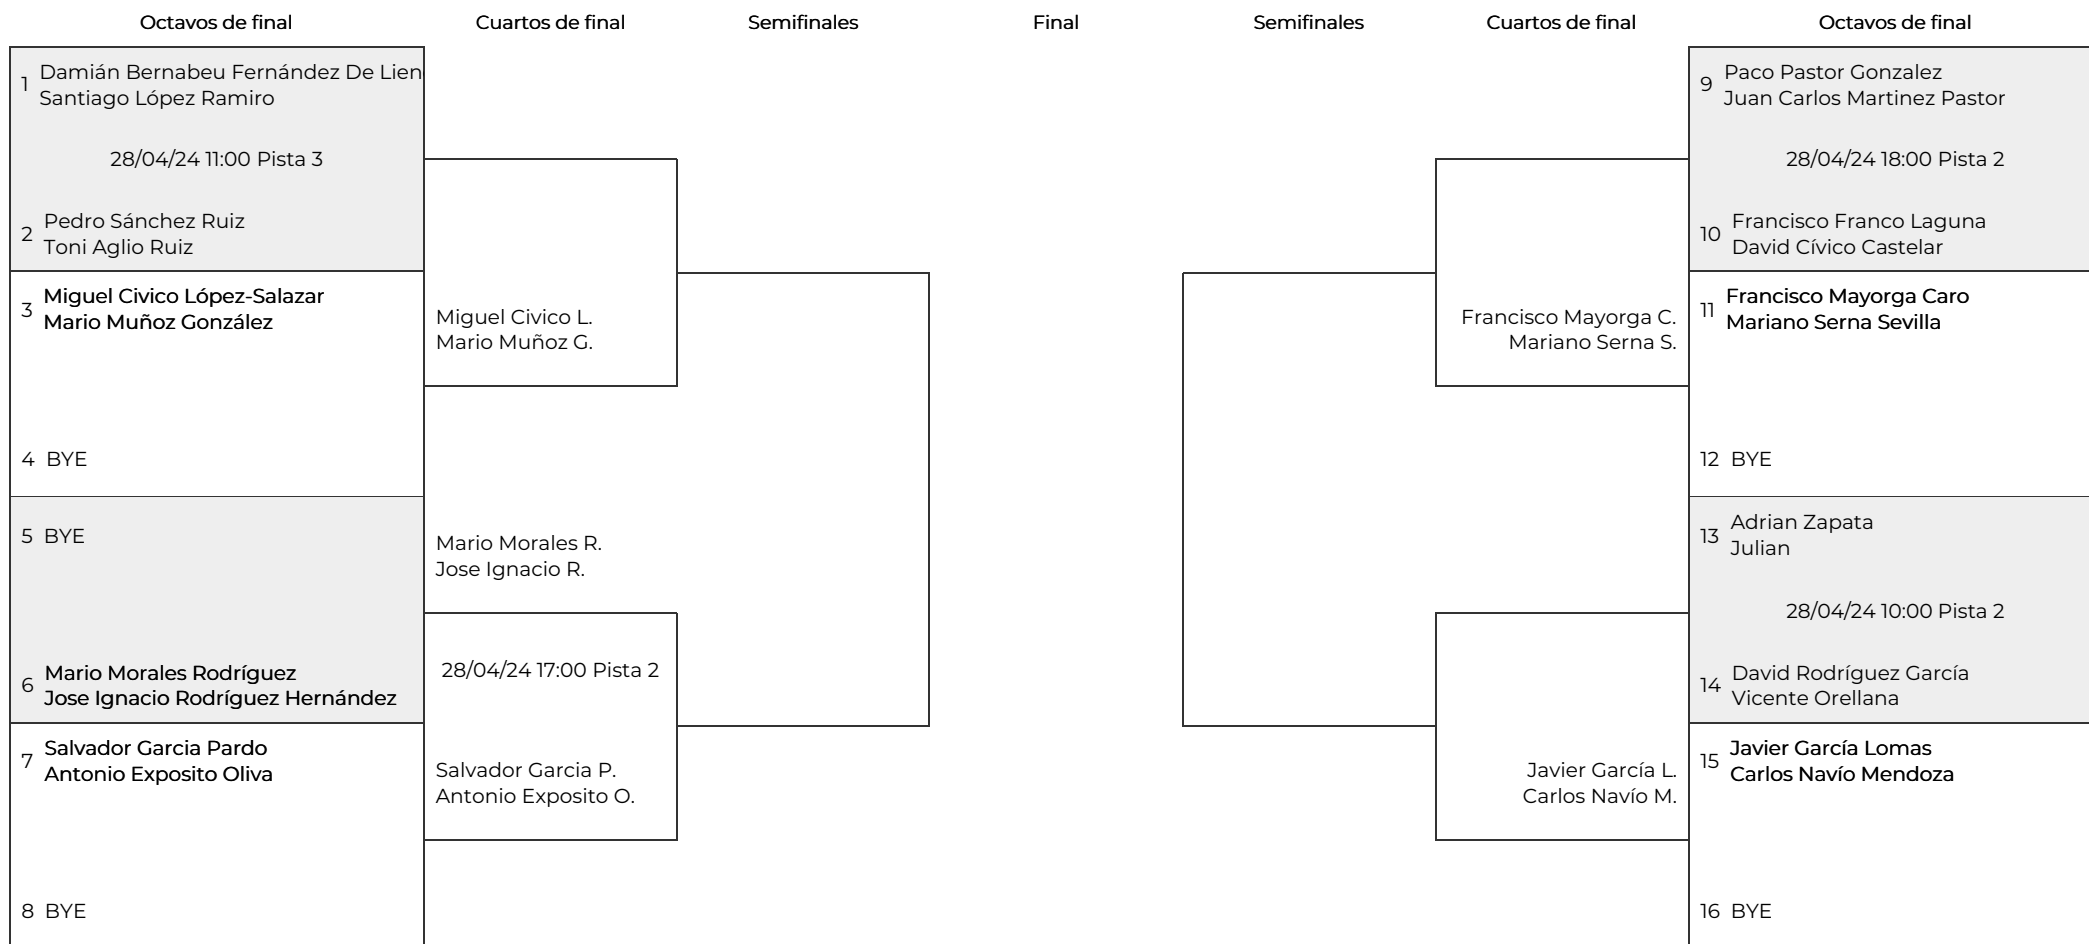 Octavos de final
Cuartos de final
Semifinales
Final
Semifinales
Cuartos de final
Octavos de final
1
Damián Bernabeu Fernández De Lien
Santiago López Ramiro
28/04/24 11:00 Pista 3
2
Pedro Sánchez Ruiz
Toni Aglio Ruiz
3
Miguel Civico López-Salazar
Mario Muñoz González
4 BYE
5 BYE
6
Mario Morales Rodríguez
Jose Ignacio Rodríguez Hernández
7
Salvador Garcia Pardo
Antonio Exposito Oliva
8 BYE
Miguel Civico L.
Mario Muñoz G.
Mario Morales R.
Jose Ignacio R.
28/04/24 17:00 Pista 2
Salvador Garcia P.
Antonio Exposito O.
Francisco Mayorga C.
Mariano Serna S.
Javier García L.
Carlos Navío M.
9
Paco Pastor Gonzalez
Juan Carlos Martinez Pastor
28/04/24 18:00 Pista 2
10
Francisco Franco Laguna
David Cívico Castelar
11
Francisco Mayorga Caro
Mariano Serna Sevilla
12 BYE
13
Adrian Zapata
Julian
28/04/24 10:00 Pista 2
14
David Rodríguez García
Vicente Orellana
15
Javier García Lomas
Carlos Navío Mendoza
16 BYE